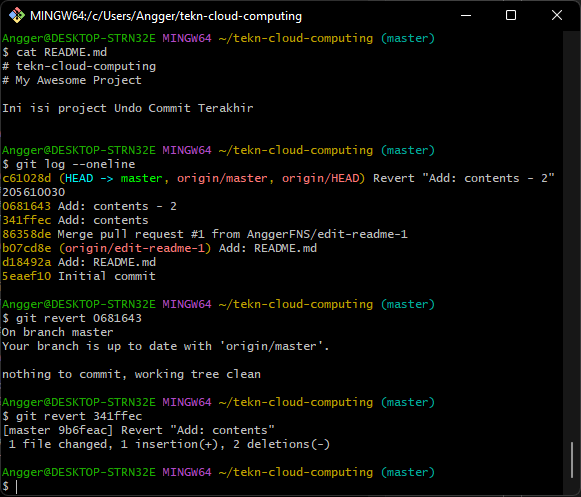 MINGW64:/c/Users/Angger/tekn-cloud-computing
Angger@DESKTOP-STRN32E MINGW64 ~/tekn-cloud-computing (master)
$ cat README.md
# tekn-cloud-computing
# My Awesome Project
Ini isi project Undo Commit Terakhir
Angger@DESKTOP-STRN32E MINGW64 ~/tekn-cloud-computing (master)
$ git log --oneline
c61028d (HEAD -> master, origin/master, origin/HEAD) Revert "Add: contents - 2"
205610030
0681643 Add: contents - 2
341ffec Add: contents
86358de Merge pull request #1 from AnggerFNS/edit-readme-1
b07cd8e (origin/edit-readme-1) Add: README.md
d18492a Add: README.md
5eaef10 Initial commit
Angger@DESKTOP-STRN32E MINGW64 ~/tekn-cloud-computing (master)
$ git revert 0681643
On branch master
Your branch is up to date with 'origin/master'.
nothing to commit, working tree clean
Angger@DESKTOP-STRN32E MINGW64 ~/tekn-cloud-computing (master)
$ git revert 341ffec
[master 9b6feac] Revert "Add: contents"
 1 file changed, 1 insertion(+), 2 deletions(-)
Angger@DESKTOP-STRN32E MINGW64 ~/tekn-cloud-computing (master)
$